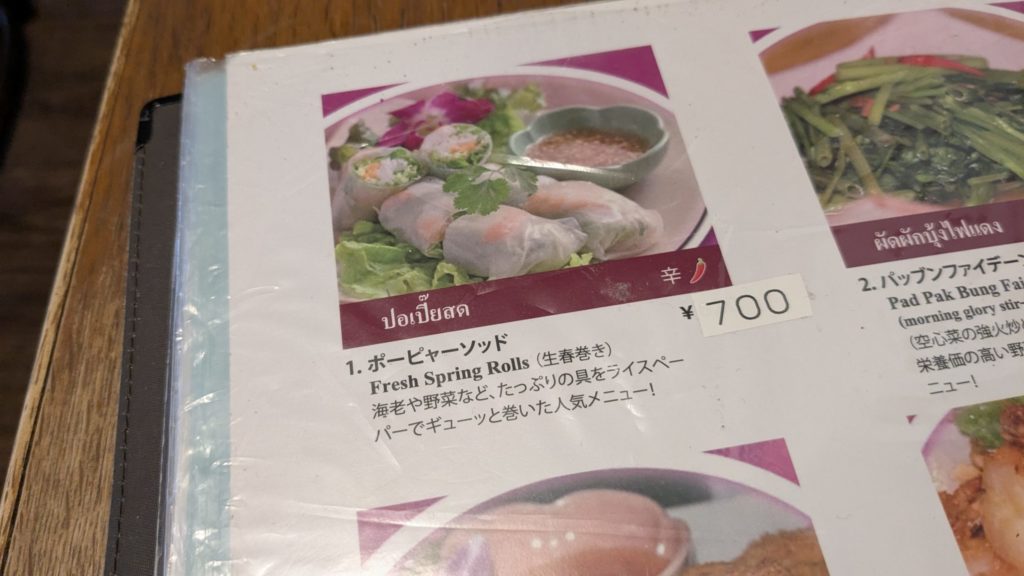 ปอเปี๊ยสด
辛
¥ 700
1. ポーピャーソッド
Fresh Spring Rolls (生春巻き)
海老や野菜など、たっぷりの具をライスペー
パーでギューッと巻いた人気メニュー!
ผัดผักบุ้งไฟแดง
2. パップンファイデーン
Pad Pak Bung Fai
(morning glory stir-
(空心菜の強火炒
栄養価の高い野
ニュー!